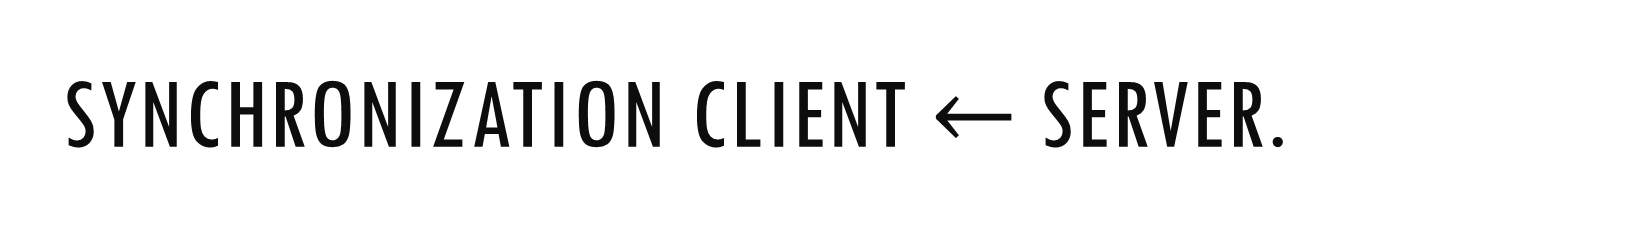 SYNCHRONIZATION CLIENT ← SERVER.